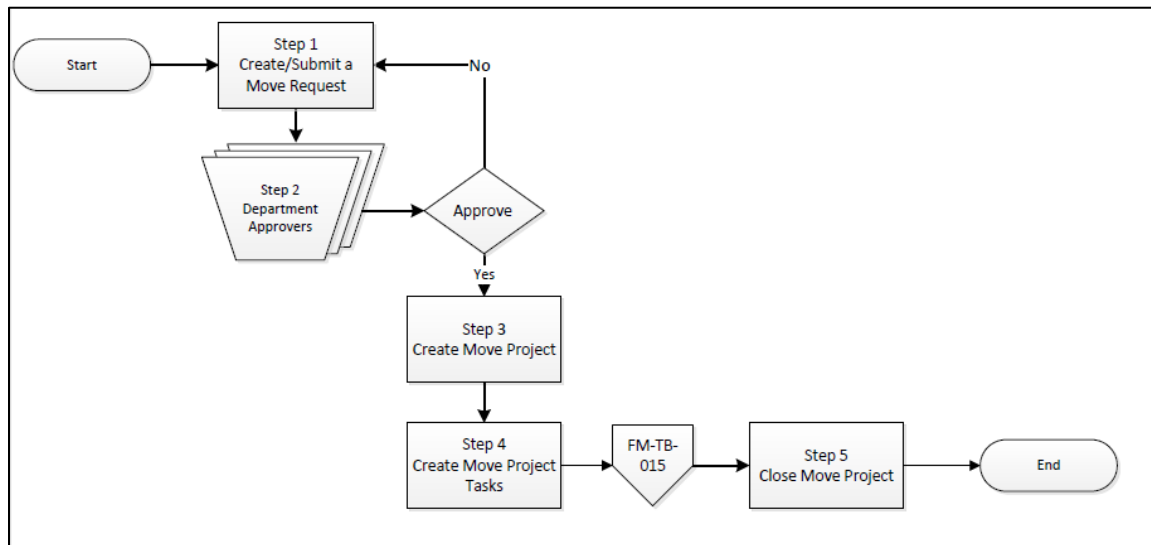 Start
Step 1
Create/Submit a
Move Request
No
Step 2
Department
Approvers
Approve
Yes
Step 3
Create Move Project
Step 4
Create Move Project
Tasks
FM-TB-
015
Step 5
Close Move Project
End